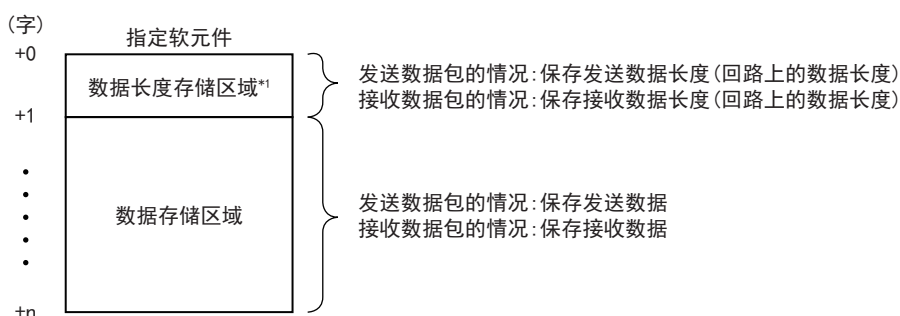 (字)
指定软元件
+0
数据长度存储区域*1
发送数据包的情况:保存发送数据长度(回路上的数据长度)
接收数据包的情况:保存接收数据长度(回路上的数据长度)
+1
数据存储区域
发送数据包的情况:保存发送数据
接收数据包的情况:保存接收数据
+n